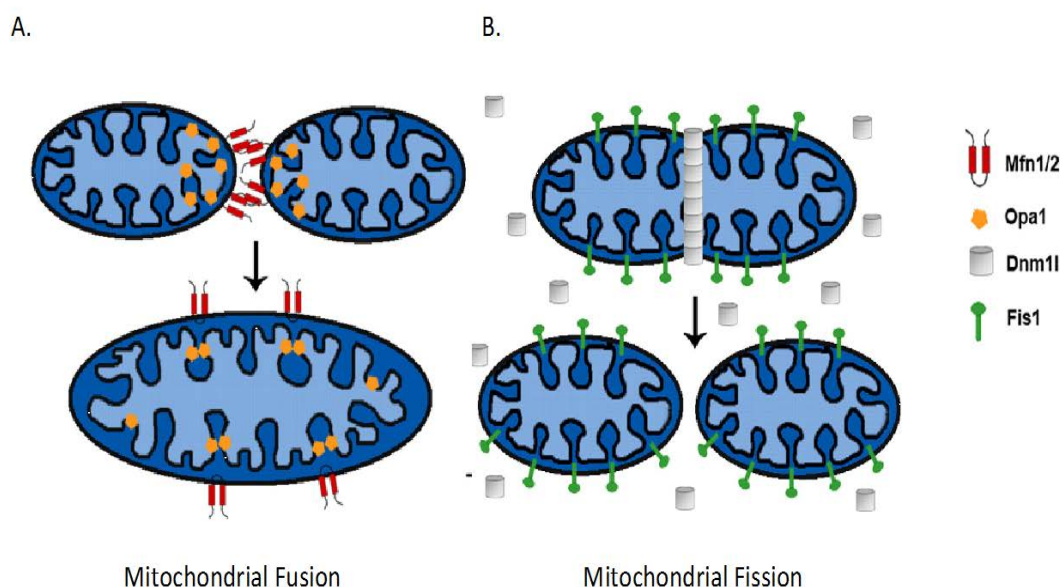 A.
B.
Mfn1/2
Opa1
Dnm1l
Fis1
Mitochondrial Fusion
Mitochondrial Fission